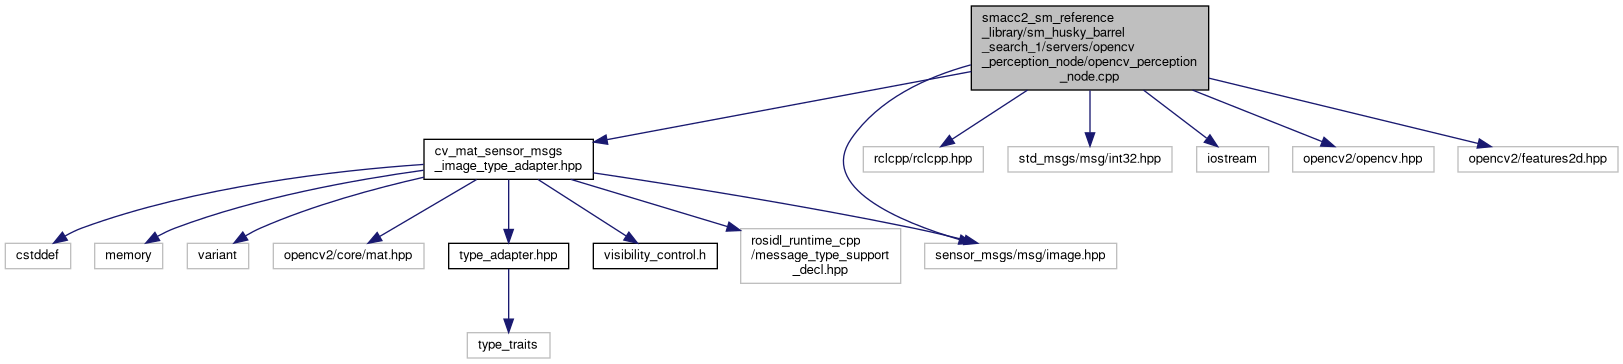 smacc2_sm_reference
_library/sm_husky_barrel
_search_1/servers/opencv
_perception_node/opencv_perception
_node.cpp
cv_mat_sensor_msgs
_image_type_adapter.hpp
rclcpp/rclcpp.hpp
std_msgs/msg/int32.hpp
iostream
opencv2/opencv.hpp
opencv2/features2d.hpp
cstddef
memory
variant
opencv2/core/mat.hpp
type_adapter.hpp
visibility_control.h
rosidl_runtime_cpp
/message_type_support
_decl.hpp
sensor_msgs/msg/image.hpp
type_traits